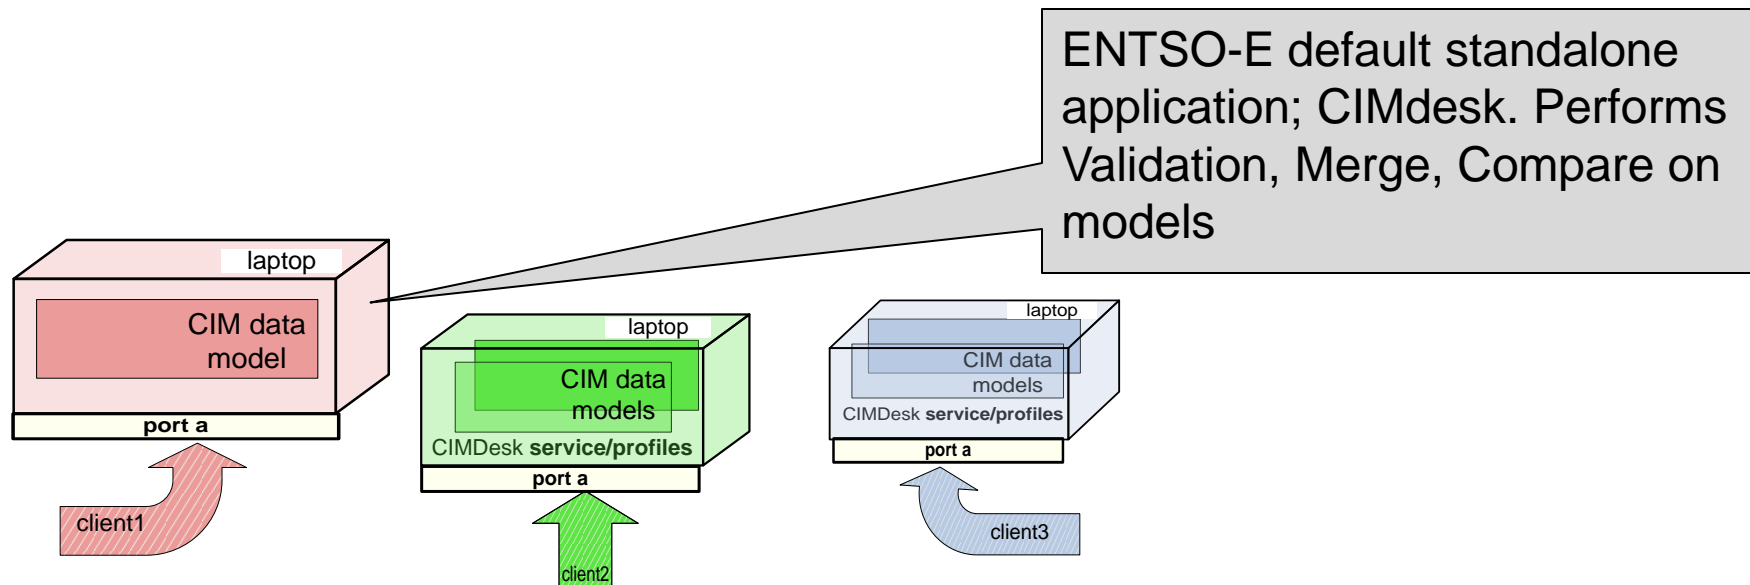 ENTSO-E default standalone
application; CIMdesk. Performs
Validation, Merge, Compare on
models
laptop
CIM data
model
port a
client1
laptop
CIM data
models
CIMDesk service/profiles
port a
client2
laptop
CIM data
models
CIMDesk service/profiles
port a
client3